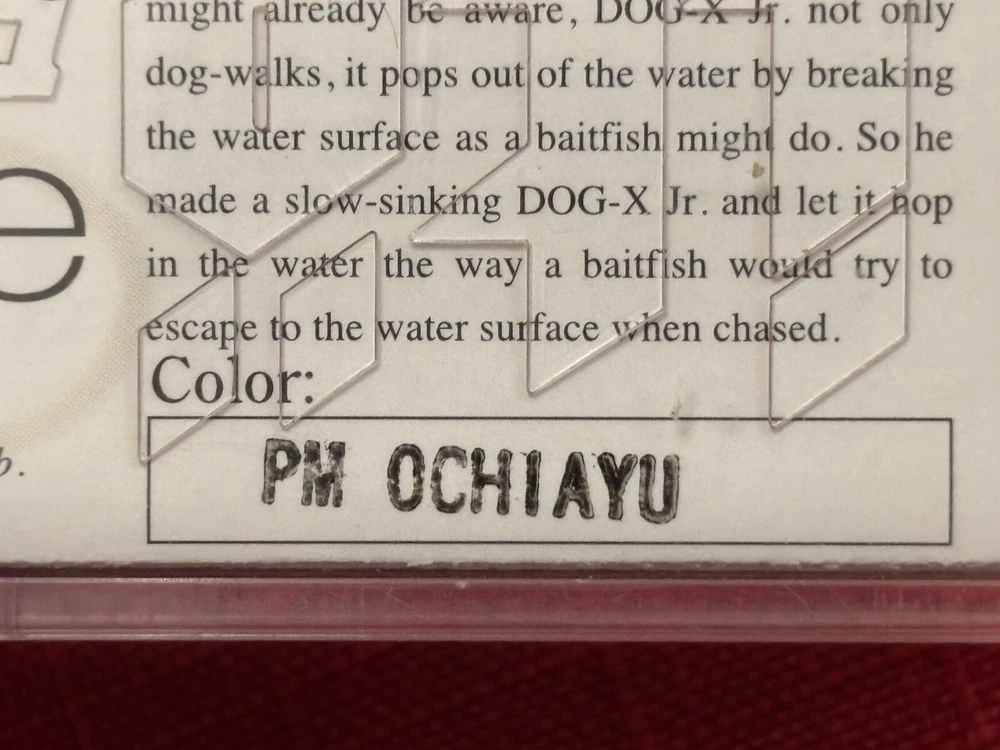 might already be aware, DOG-X Jr. not only
dog-walks, it pops out of the water by breaking
the water surface as a baitfish might do. So he
made a slow-sinking DOG-X Jr. and let it hop
in the water the way a baitfish would try to
escape to the water surface when chased.
Color:
PM OCHIAYU